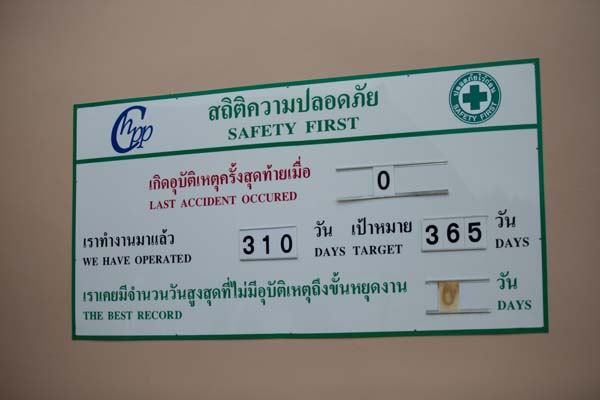 Chpp
สถิติความปลอดภัย
SAFETY FIRST
ปลอดภัยไว้ก่อน
SAFETY FIRST
เกิดอุบัติเหตุครั้งสุดท้ายเมื่อ 0
LAST ACCIDENT OCCURED
เราทำงานมาแล้ว 310 วัน เป้าหมาย 365 วัน
WE HAVE OPERATED DAYS TARGET DAYS
เราเคยมีจำนวนวันสูงสุดที่ไม่มีอุบัติเหตุถึงขั้นหยุดงาน 0 วัน
THE BEST RECORD DAYS